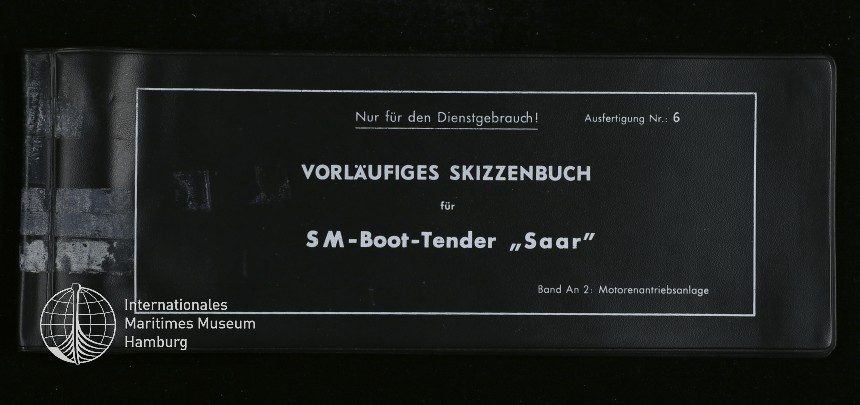 Nur für den Dienstgebrauch! Ausfertigung Nr.: 6
VORLÄUFIGES SKIZZENBUCH
für
SM-Boot-Tender „Saar”
Band An 2: Motorenantriebsanlage
Internationales
Maritimes Museum
Hamburg